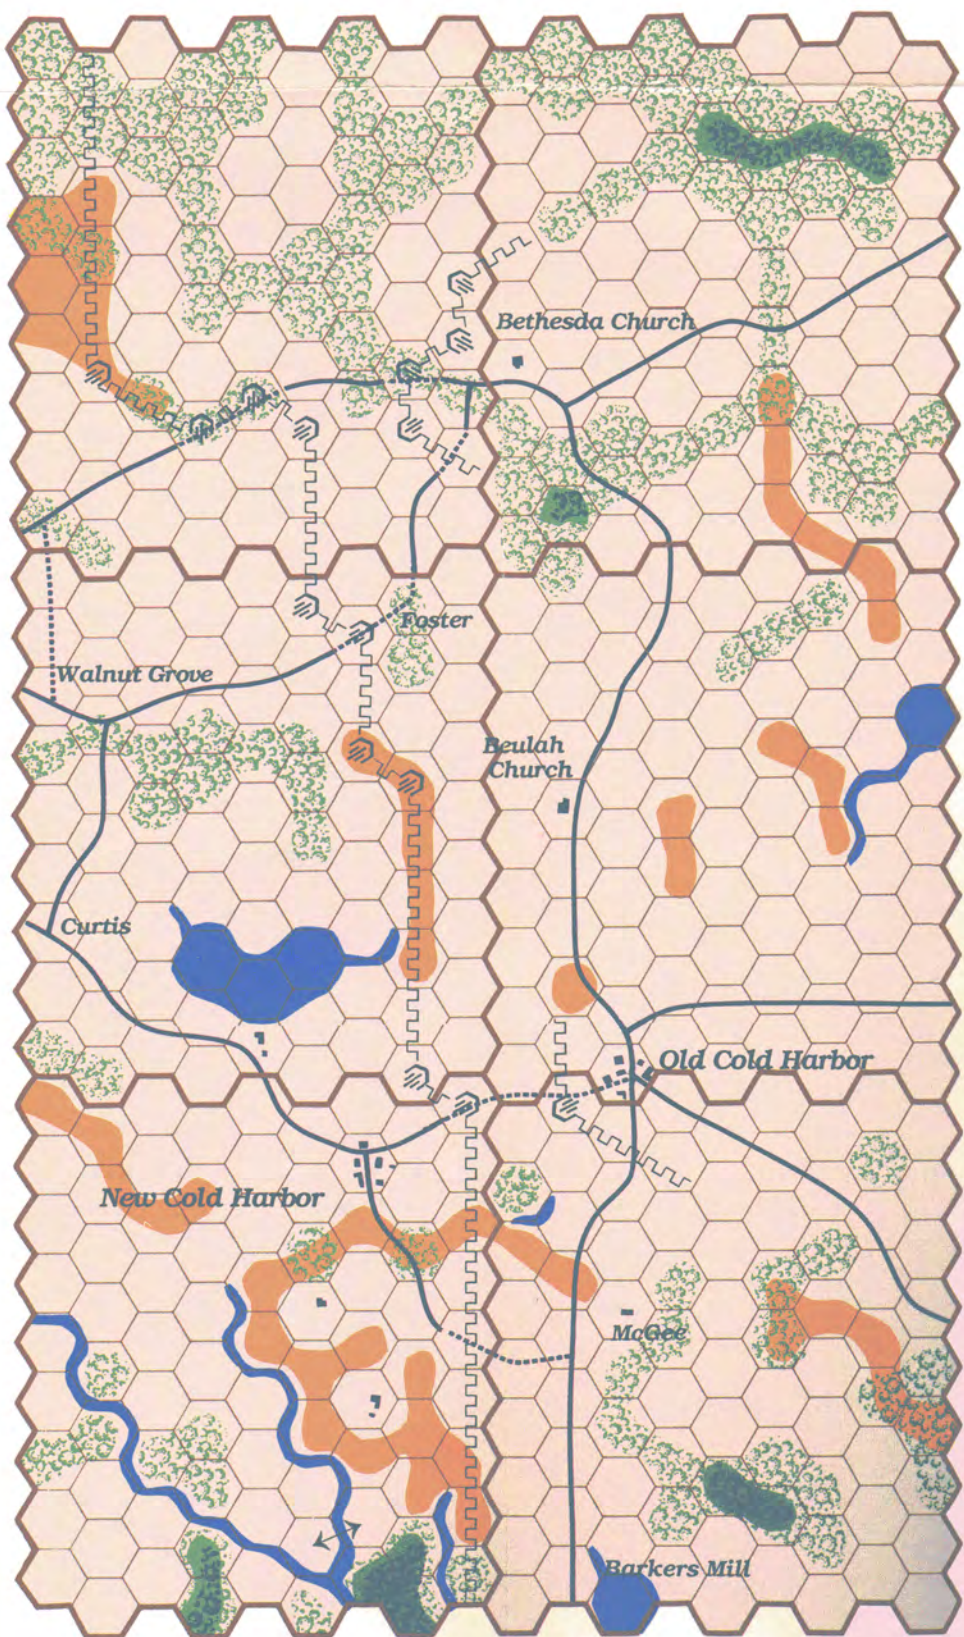 Bethesda Church
Foster
Walnut Grove
Beulah
Church
Curtis
Old Cold Harbor
New Cold Harbor
McGee
Barkers Mill